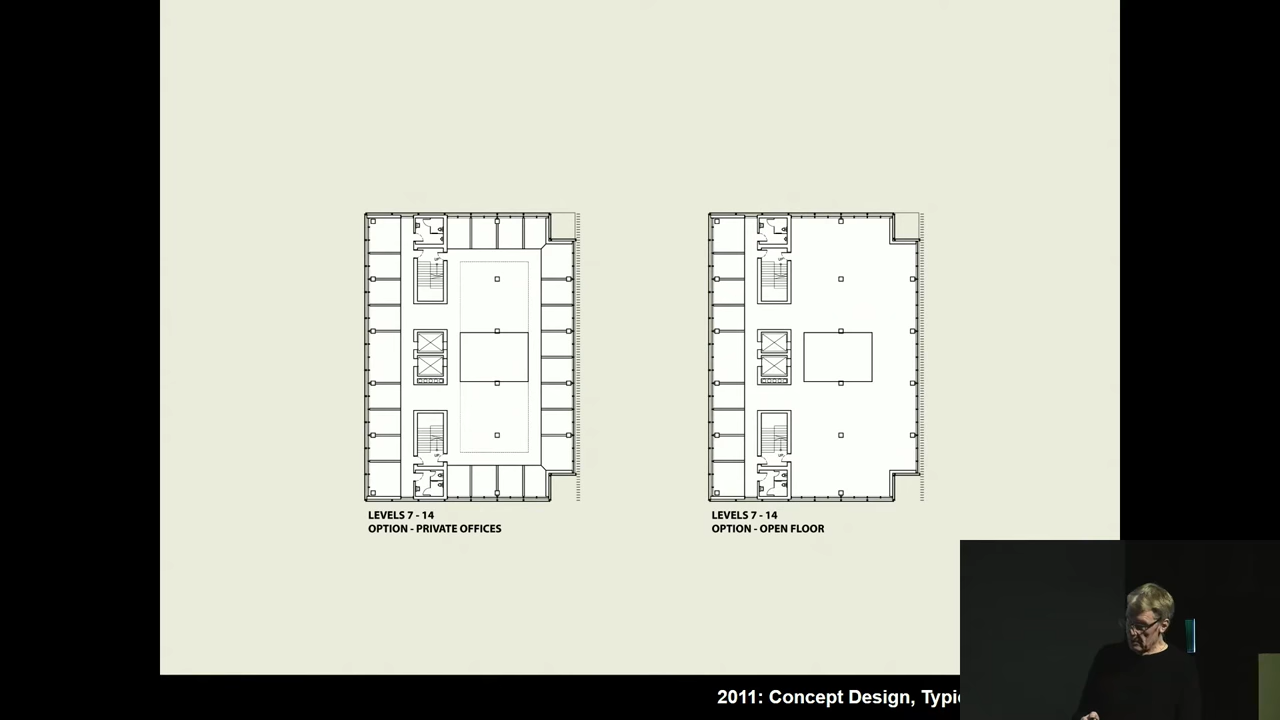 LEVELS 7 - 14
OPTION - PRIVATE OFFICES
LEVELS 7 - 14
OPTION - OPEN FLOOR
2011: Concept Design,